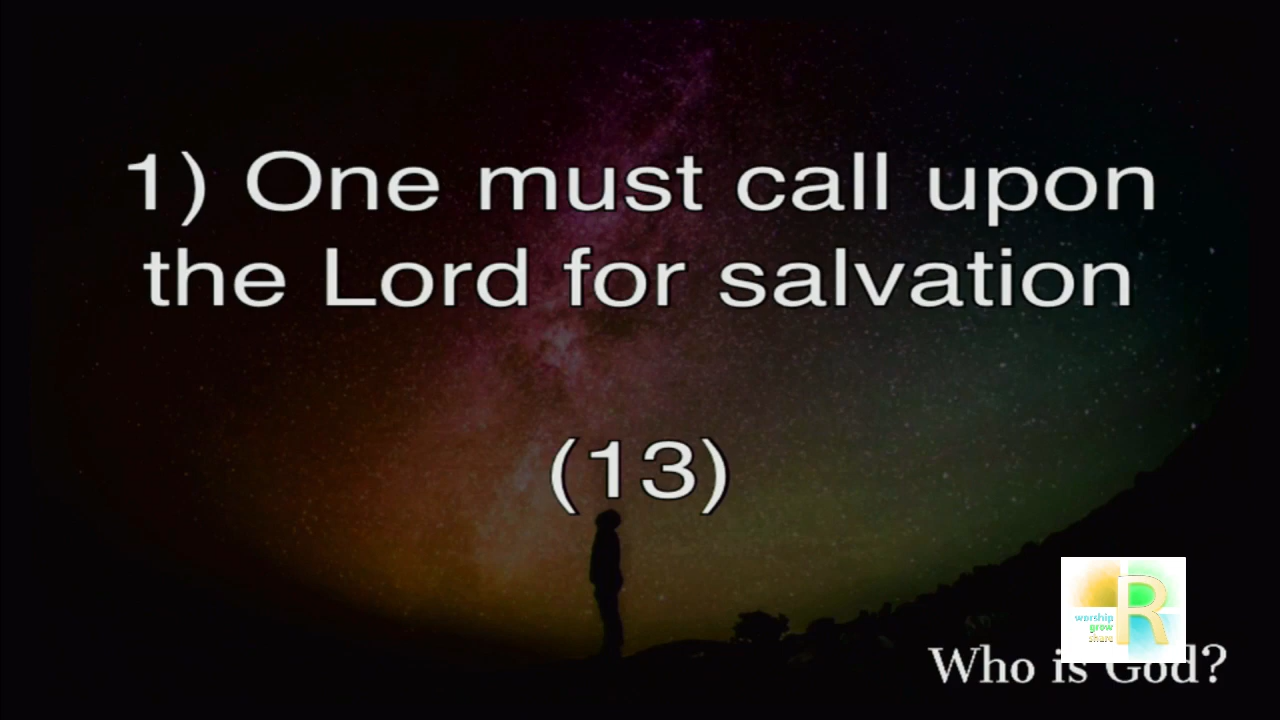 1) One must call upon
the Lord for salvation
(13)
R
worship
grow
share
Who is God?